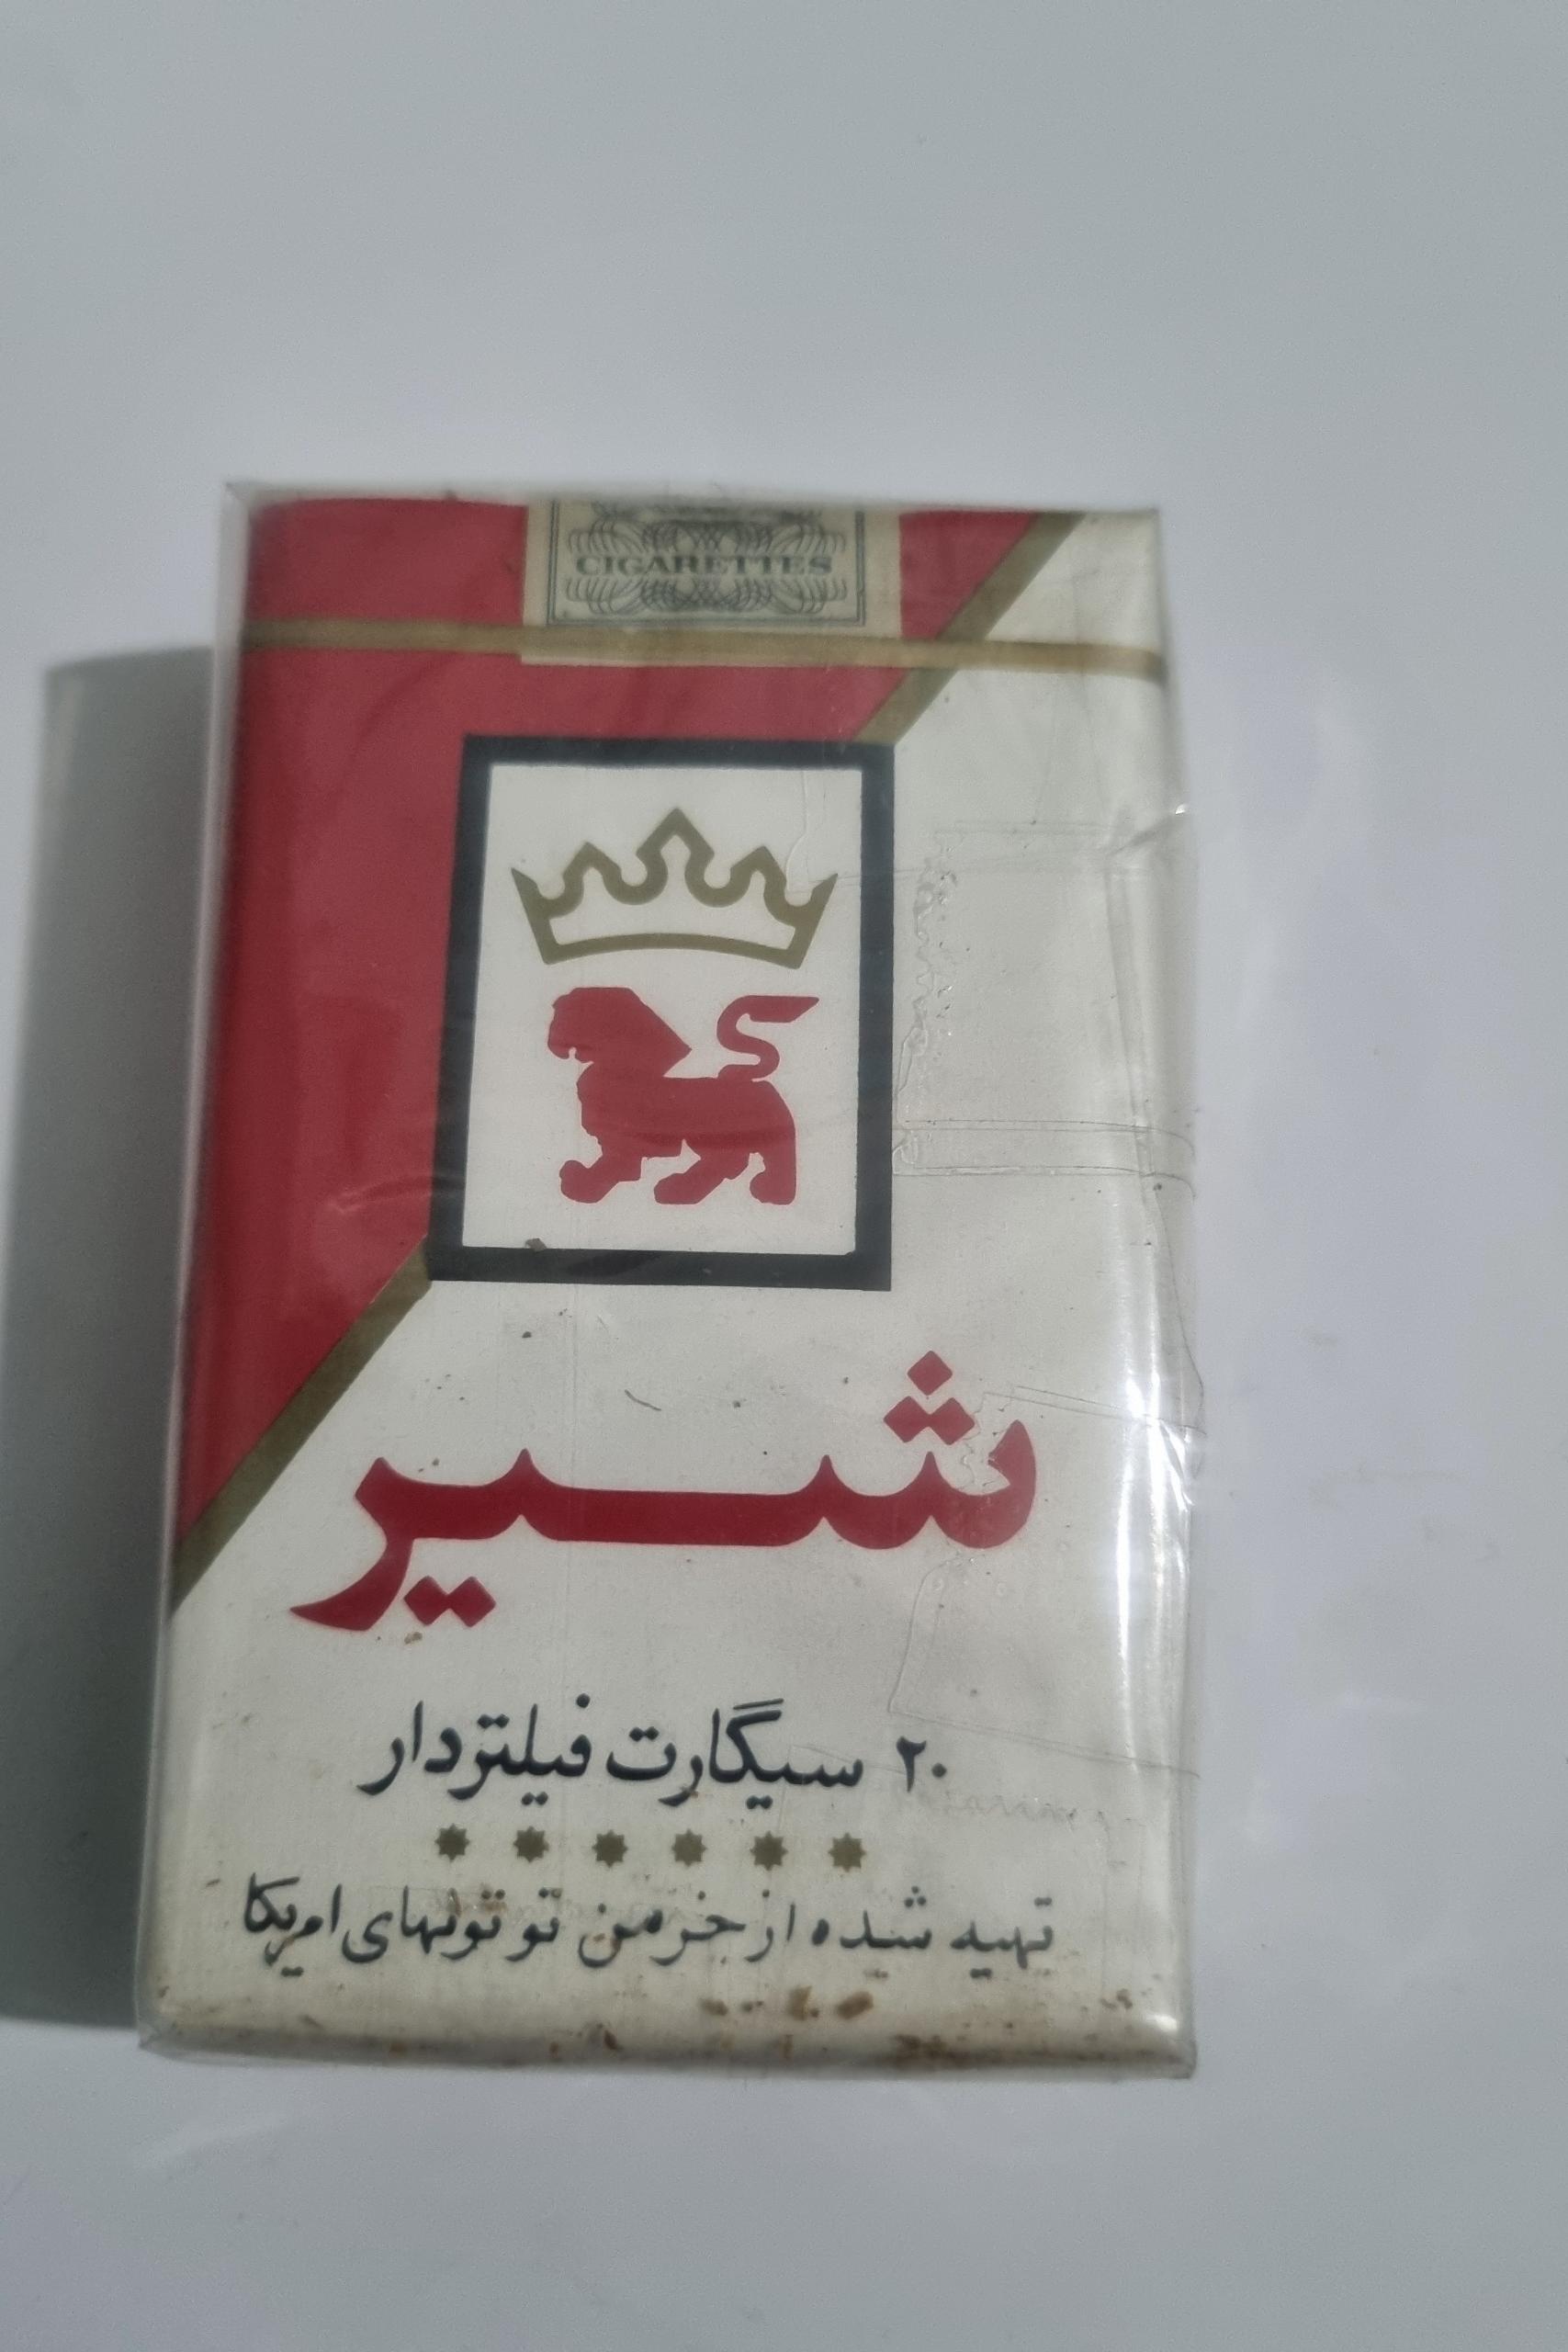 CIGARETTES
شیر
۲۰ سیگارت فیلتردار
تهیه شده از خرمن توتونهای امریکا